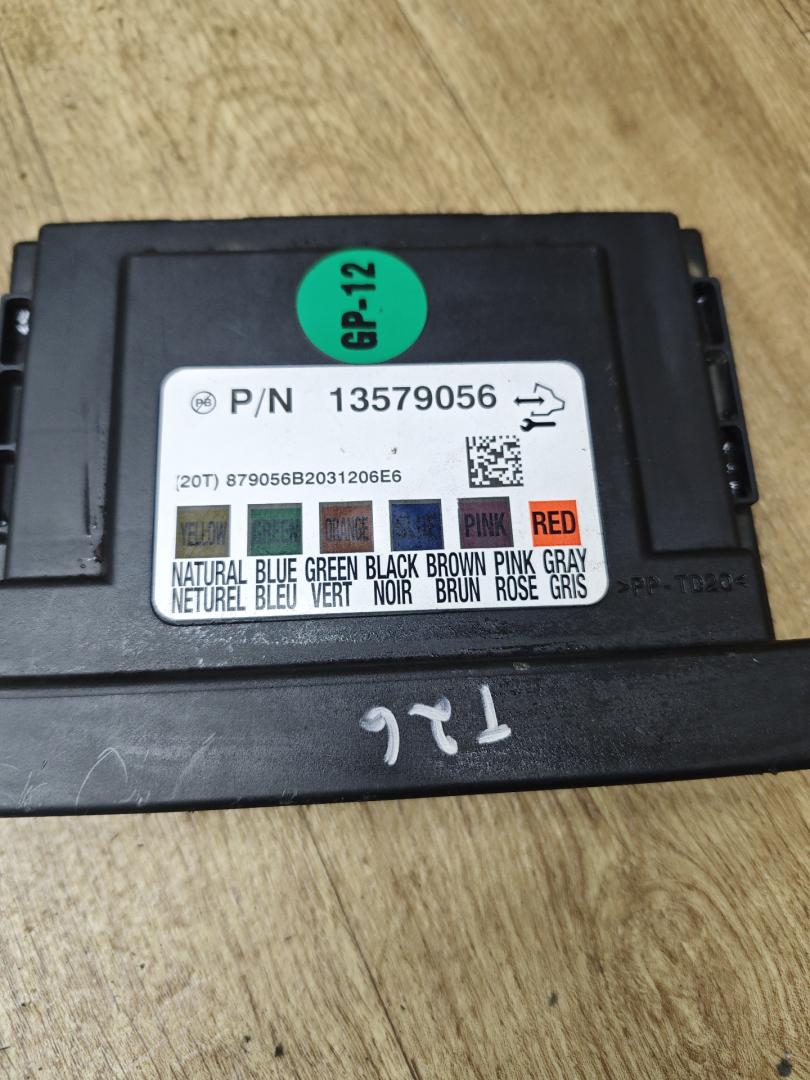 GP-12
PB P/N 13579056
(20T) 879056B2031206E6
YELLOW GREEN ORANGE BLUE PINK RED
NATURAL BLUE GREEN BLACK BROWN PINK GRAY
NETUREL BLEU VERT NOIR BRUN ROSE GRIS
>PP-TD20<
T26